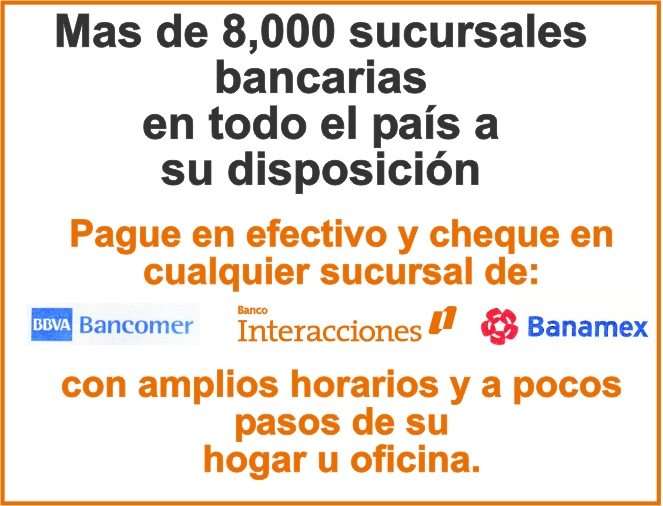 Mas de 8,000 sucursales
bancarias
en todo el país a
su disposición
Pague en efectivo y cheque en
cualquier sucursal de:
BBVA Bancomer
Banco
Interacciones
Banamex
con amplios horarios y a pocos
pasos de su
hogar u oficina.